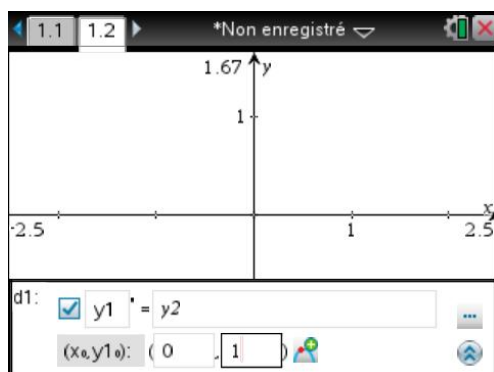 1.1 1.2 *Non enregistré
1.67 y
1
x
-2.5 1 2.5
d1: y1 ' = y2
(x₀,y1₀): ( 0 , 1 )